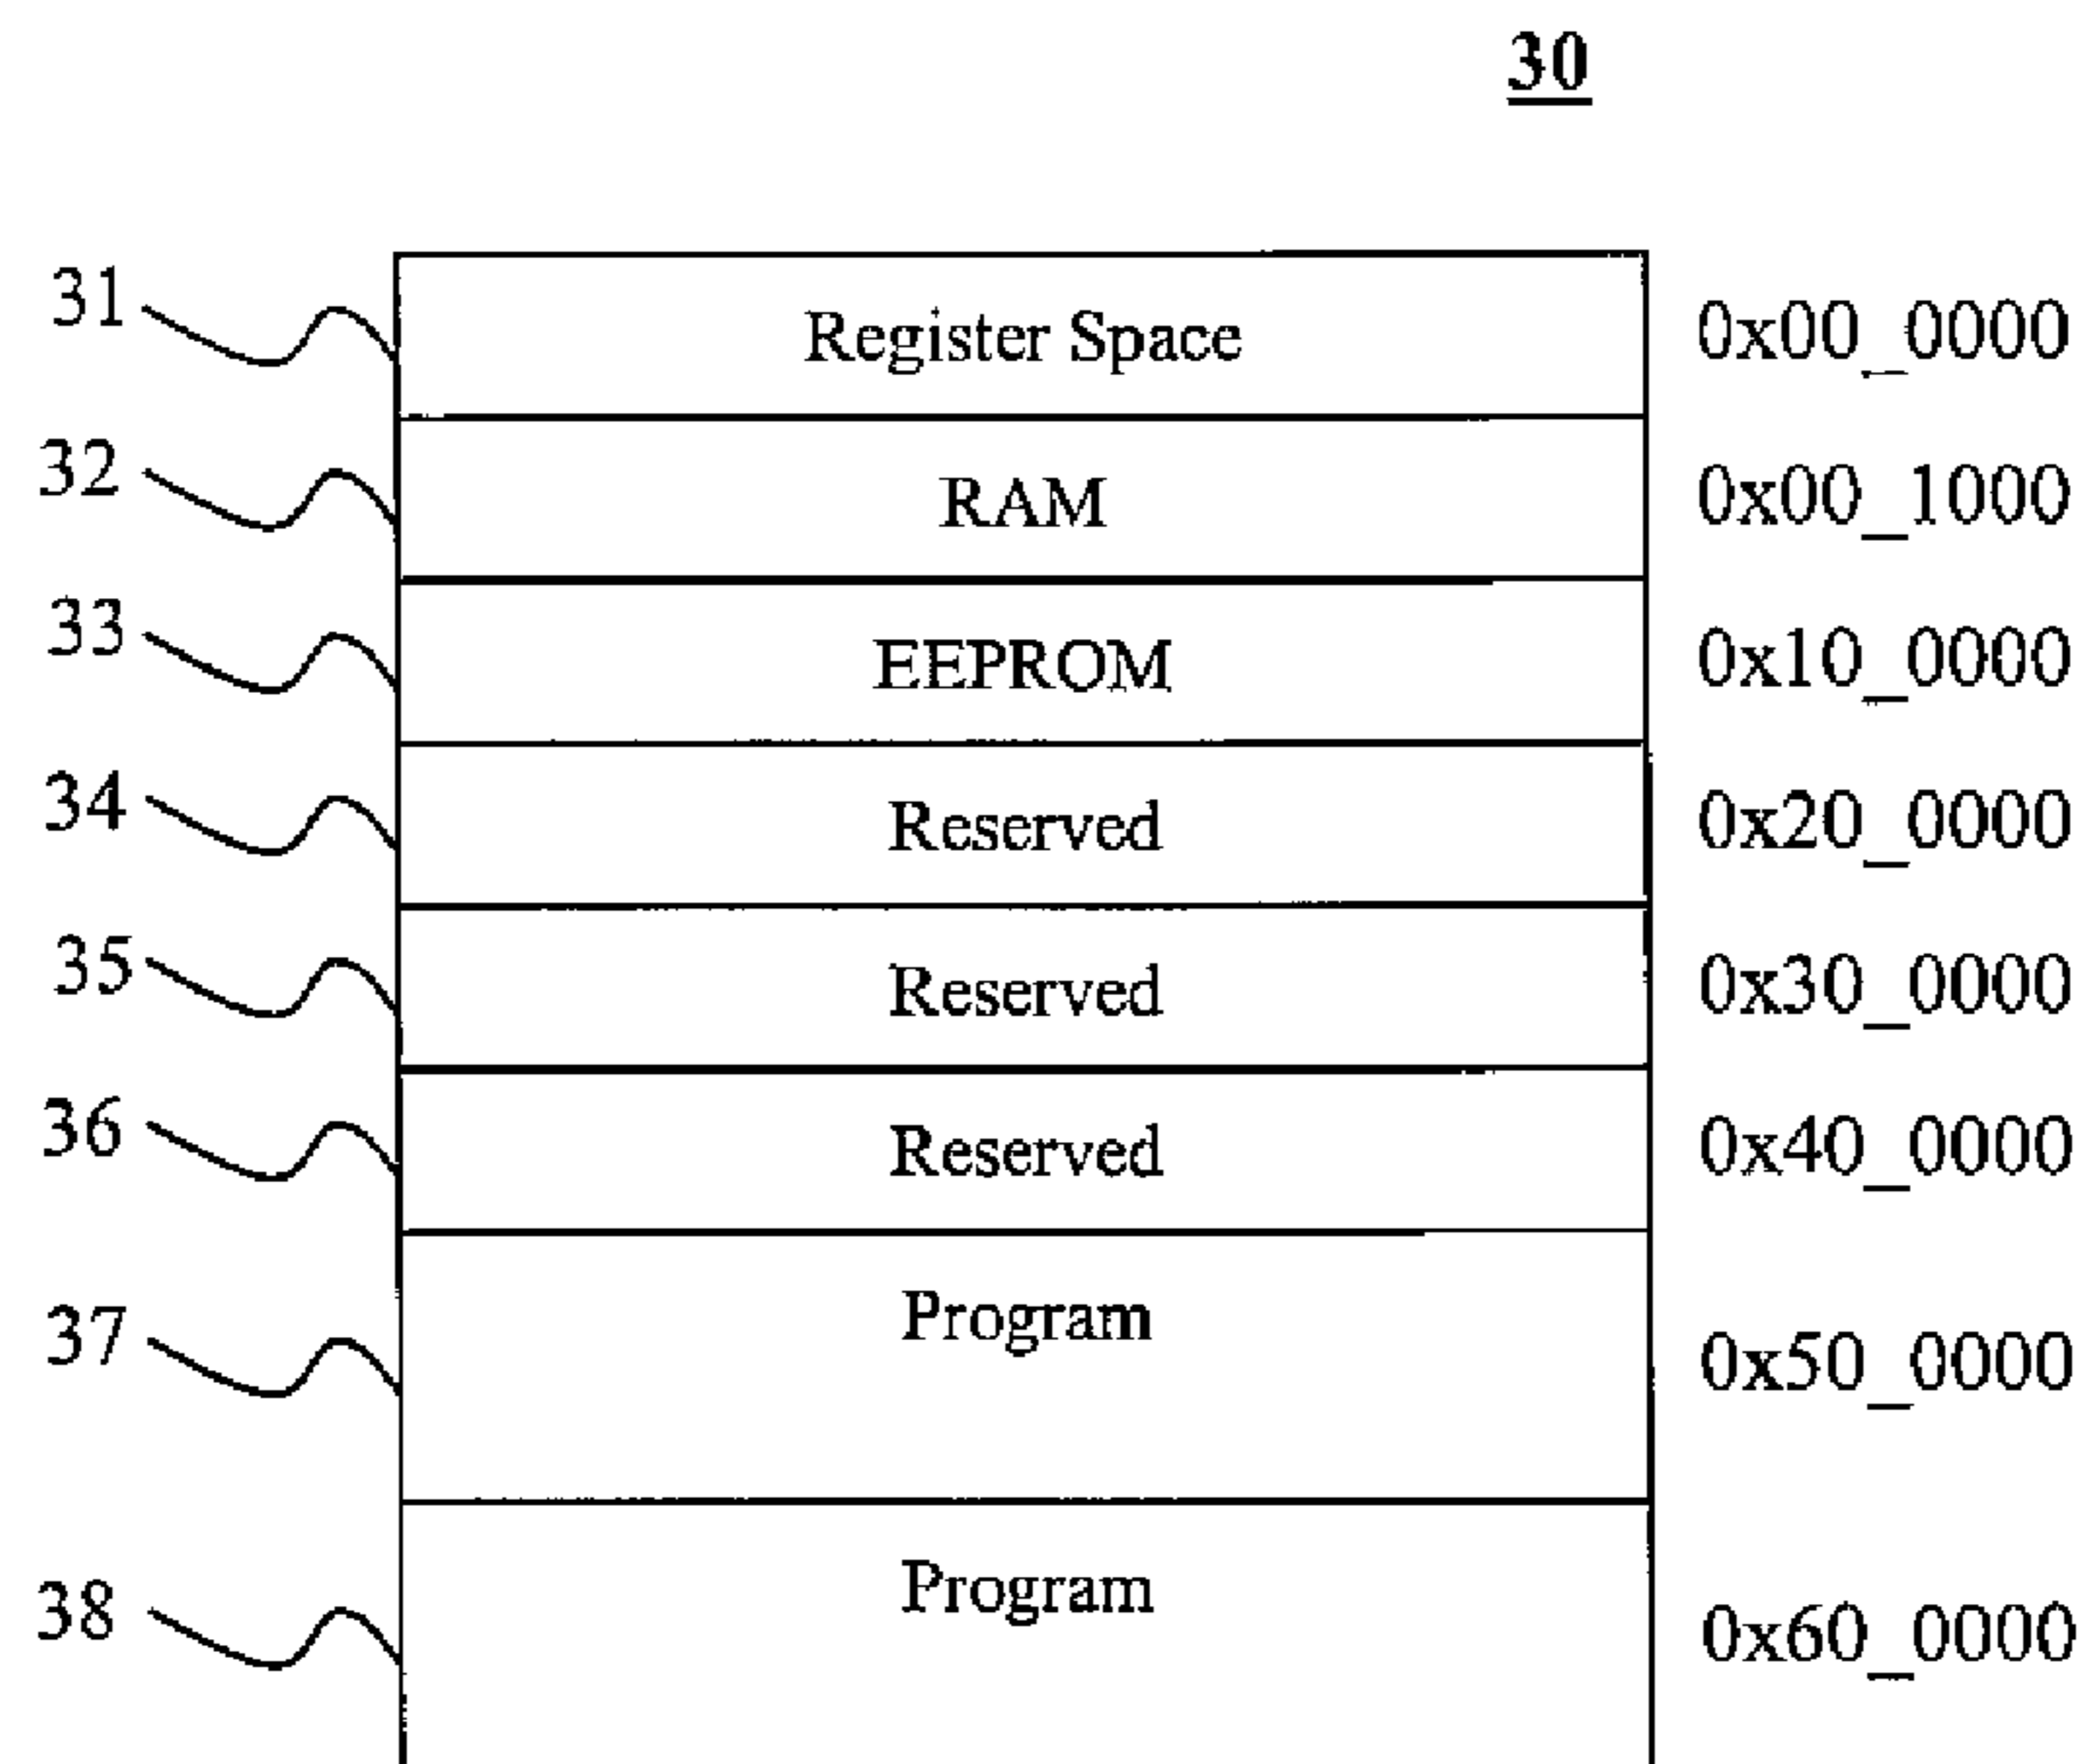 30
31 Register Space 0x00_0000
32 RAM 0x00_1000
33 EEPROM 0x10_0000
34 Reserved 0x20_0000
35 Reserved 0x30_0000
36 Reserved 0x40_0000
37 Program 0x50_0000
38 Program 0x60_0000